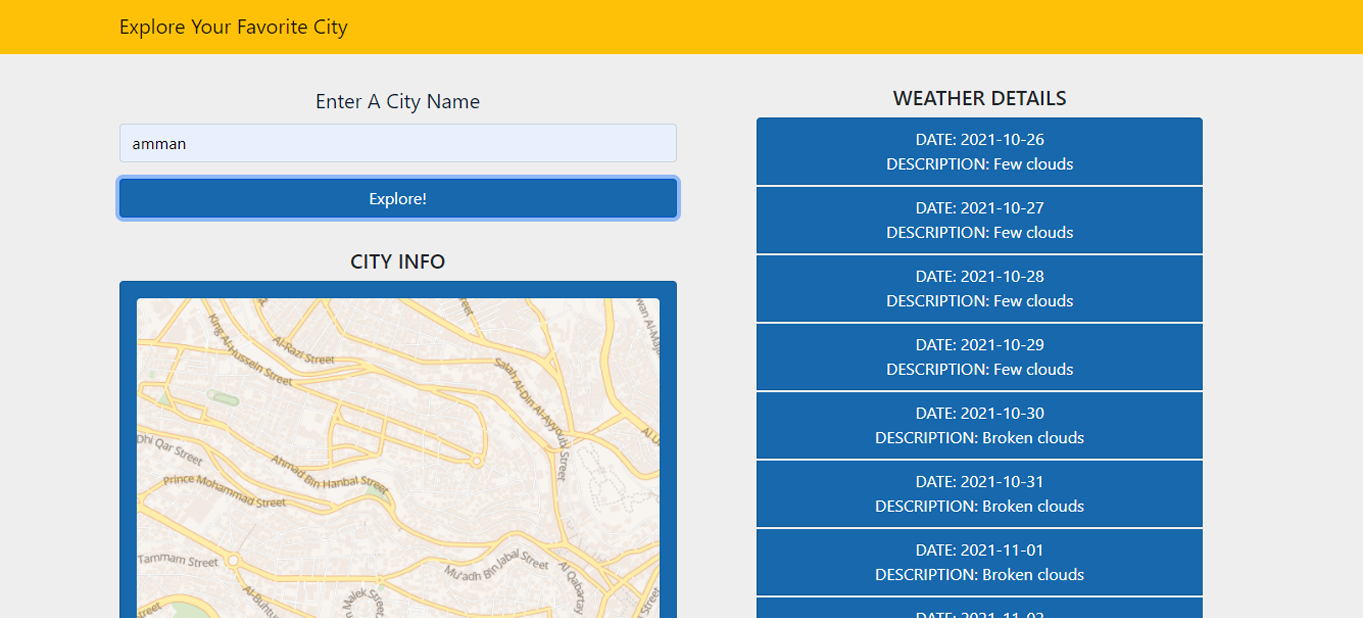 Explore Your Favorite City
Enter A City Name
amman
Explore!
CITY INFO
King Al-Hussein Street
Al-Razi Street
Salah Al-Din Al-Ayyoubi Street
Dhi Qar Street
Ahmad Bin Hanbal Street
Prince Mohammad Street
Tammam Street
Mu'adh Bin Jabal Street
Al Qabartay
Malek Street
Street
WEATHER DETAILS
DATE: 2021-10-26
DESCRIPTION: Few clouds
DATE: 2021-10-27
DESCRIPTION: Few clouds
DATE: 2021-10-28
DESCRIPTION: Few clouds
DATE: 2021-10-29
DESCRIPTION: Few clouds
DATE: 2021-10-30
DESCRIPTION: Broken clouds
DATE: 2021-10-31
DESCRIPTION: Broken clouds
DATE: 2021-11-01
DESCRIPTION: Broken clouds
DATE: 2021-11-02